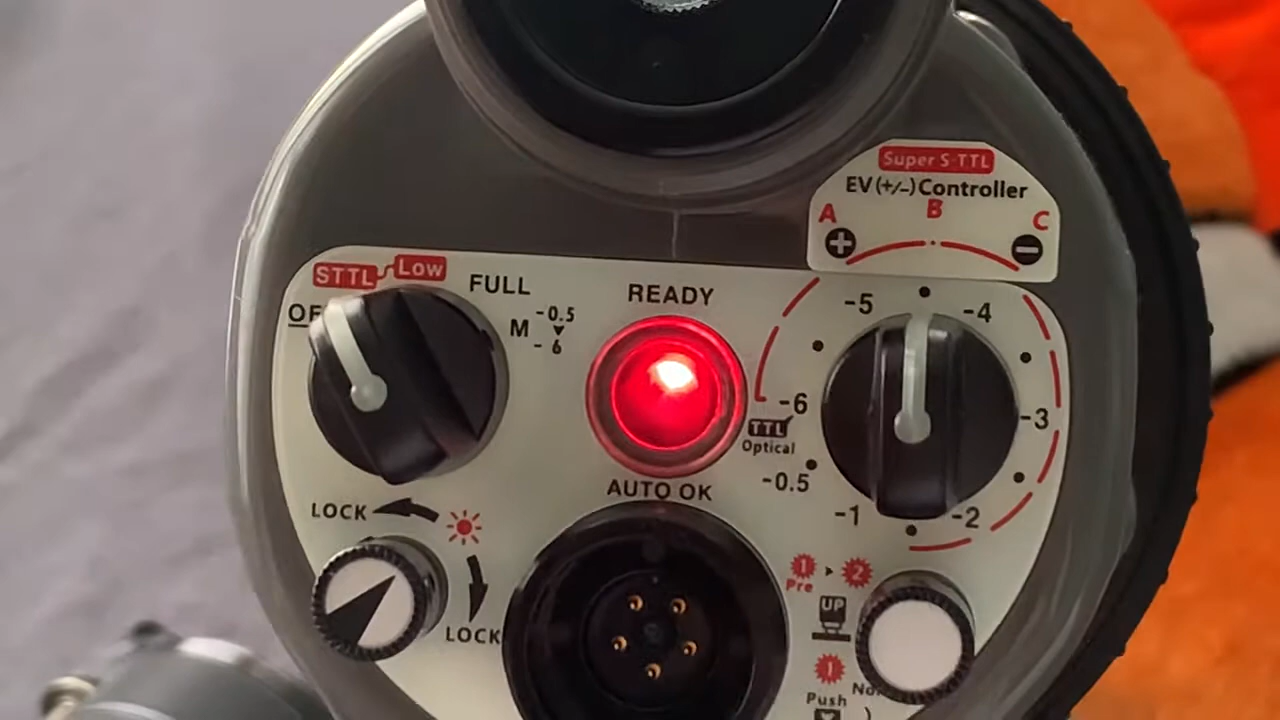 Super S-TTL
EV(+/–)Controller
A B C
+ –
STTL Low
FULL
READY
M -0.5
- 6
-5
-4
-6
-3
TTL
Optical
-0.5
-1
-2
AUTO OK
LOCK
LOCK
1 2
Pre
UP
1
Push